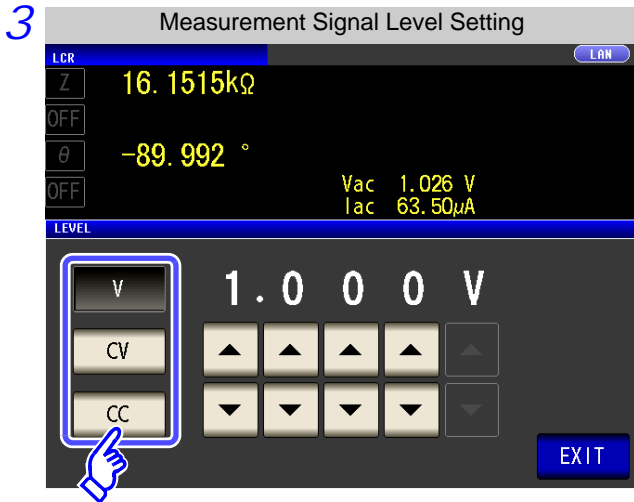 3
Measurement Signal Level Setting
LCR
LAN
Z 16.1515kΩ
OFF
θ -89.992 °
OFF
Vac 1.026 V
Iac 63.50μA
LEVEL
V
1.000 V
CV
CC
EXIT